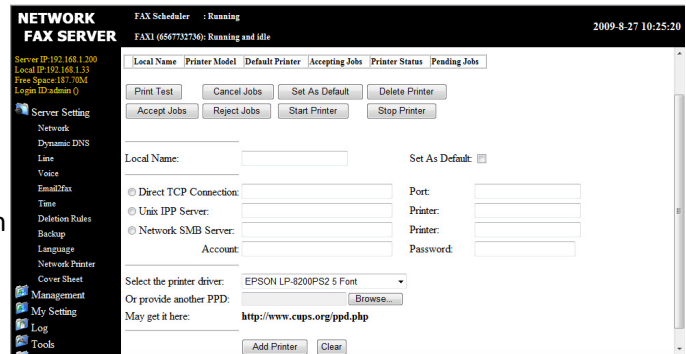 NETWORK
FAX SERVER
FAX Scheduler : Running
FAX1 (6567732736): Running and idle
2009-8-27 10:25:20
Server IP:192.168.1.200
Local IP:192.168.1.33
Free Space:187.70M
Login ID:admin ()
Server Setting
Network
Dynamic DNS
Line
Voice
Email2fax
Time
Deletion Rules
Backup
Language
Network Printer
Cover Sheet
Management
My Setting
Log
Tools
Local Name Printer Model Default Printer Accepting Jobs Printer Status Pending Jobs
Print Test Cancel Jobs Set As Default Delete Printer
Accept Jobs Reject Jobs Start Printer Stop Printer
Local Name: Set As Default:
Direct TCP Connection: Port:
Unix IPP Server: Printer:
Network SMB Server: Printer:
Account: Password:
Select the printer driver: EPSON LP-8200PS2 5 Font
Or provide another PPD: Browse...
May get it here: http://www.cups.org/ppd.php
Add Printer Clear